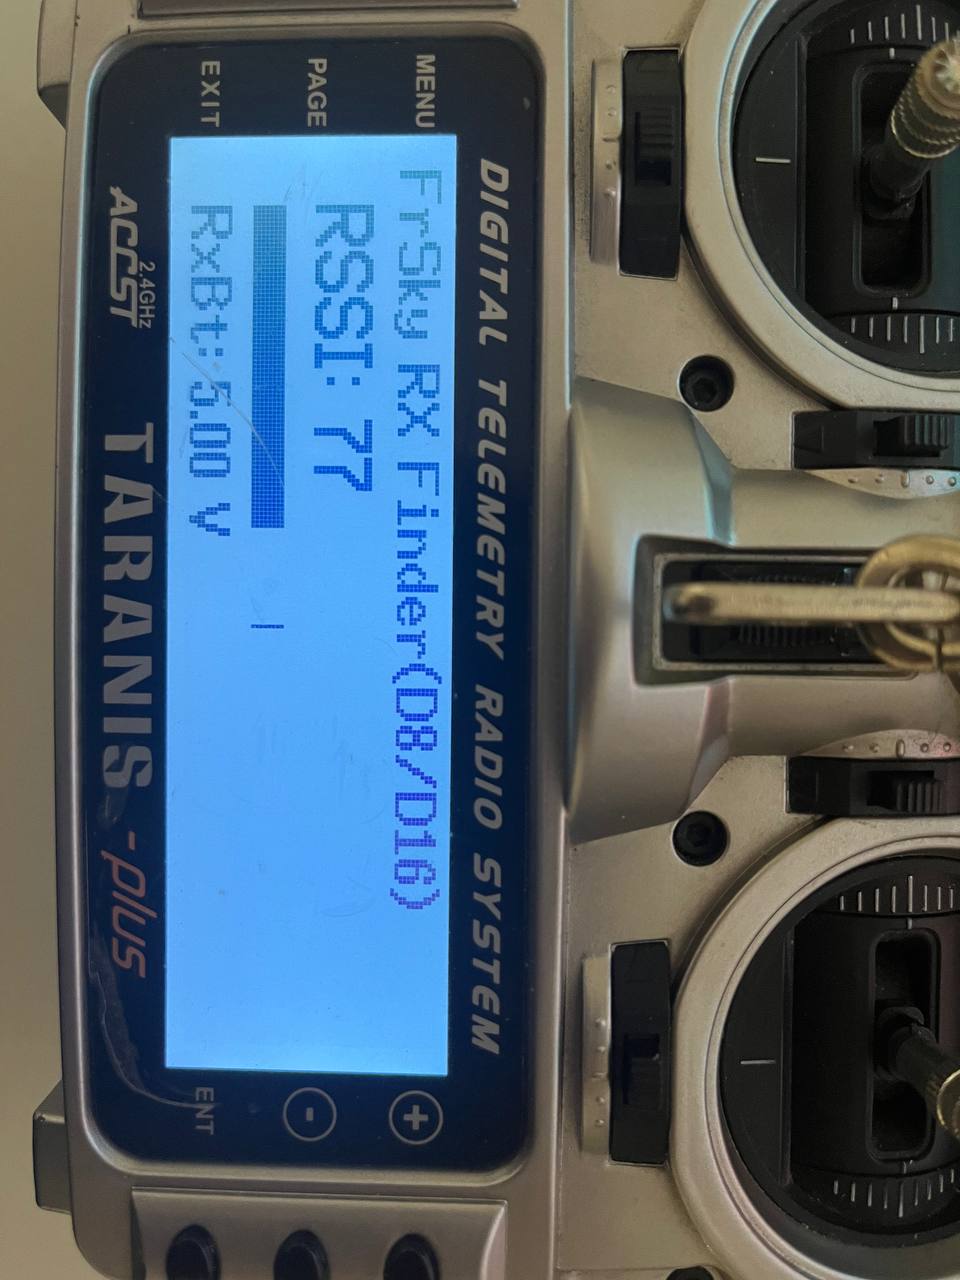 DIGITAL TELEMETRY RADIO SYSTEM
MENU
FrSky RX Finder(D8/D16)
+
RSSI: 77
PAGE
-
RxBt: 5.00 V
EXIT
ENT
2.4GHz
ACCST
TARANIS -plus